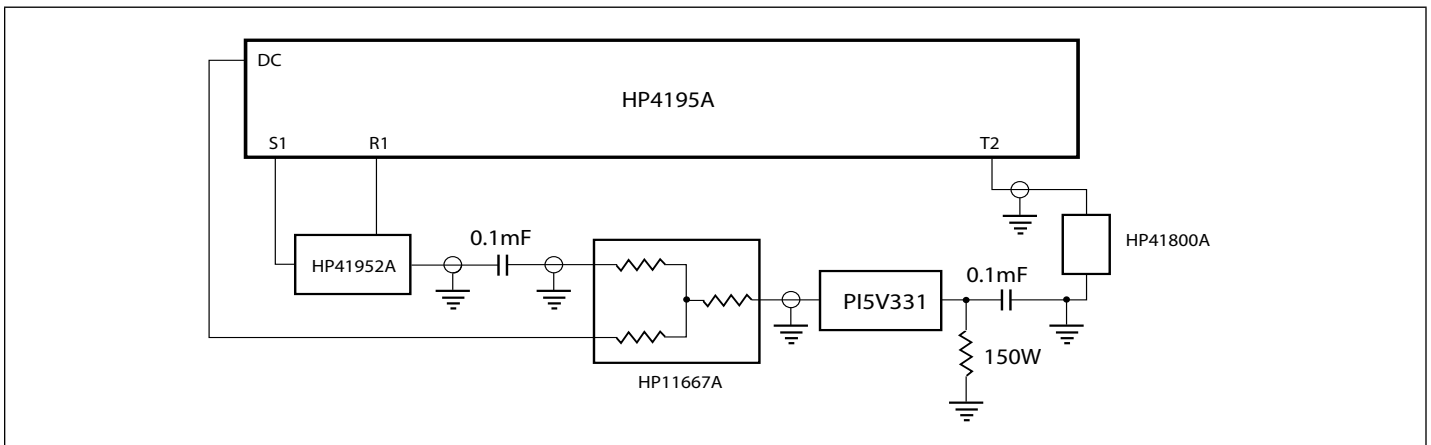 DC
HP4195A
S1
R1
T2
0.1mF
HP41952A
HP41800A
0.1mF
PI5V331
150W
HP11667A